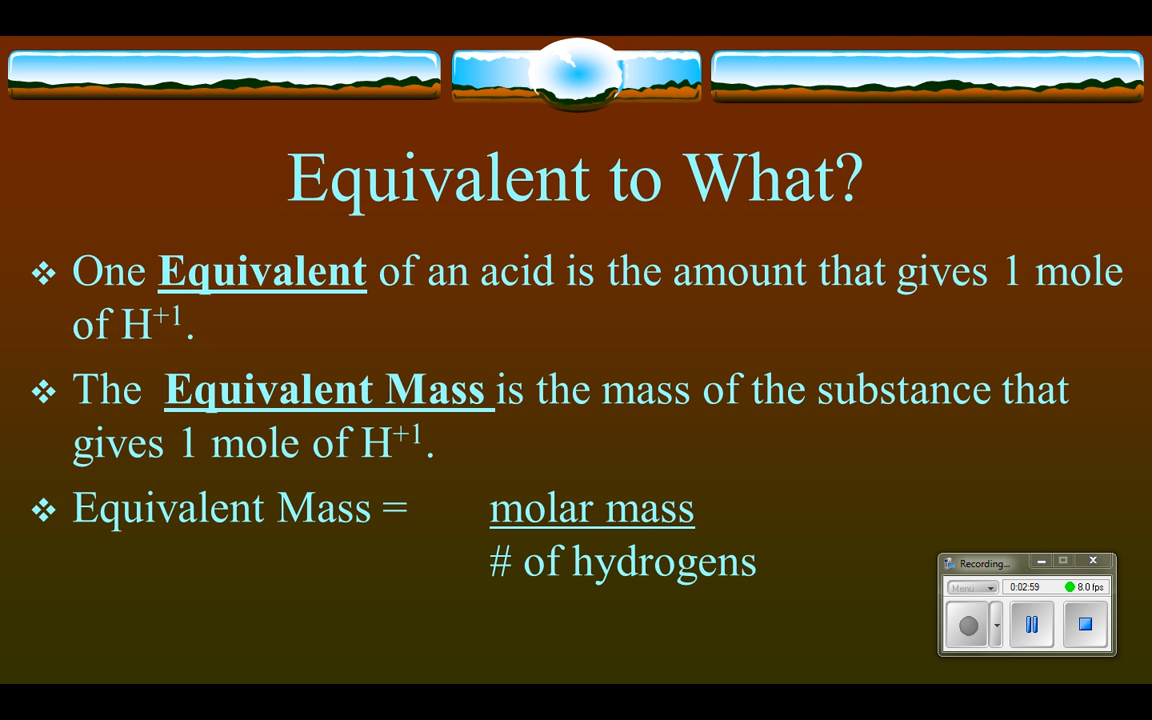 Equivalent to What?
❖ One Equivalent of an acid is the amount that gives 1 mole
of H⁺¹.
❖ The Equivalent Mass is the mass of the substance that
gives 1 mole of H⁺¹.
❖ Equivalent Mass = molar mass
# of hydrogens
Recording...
Menu 0:02:59 8.0 fps